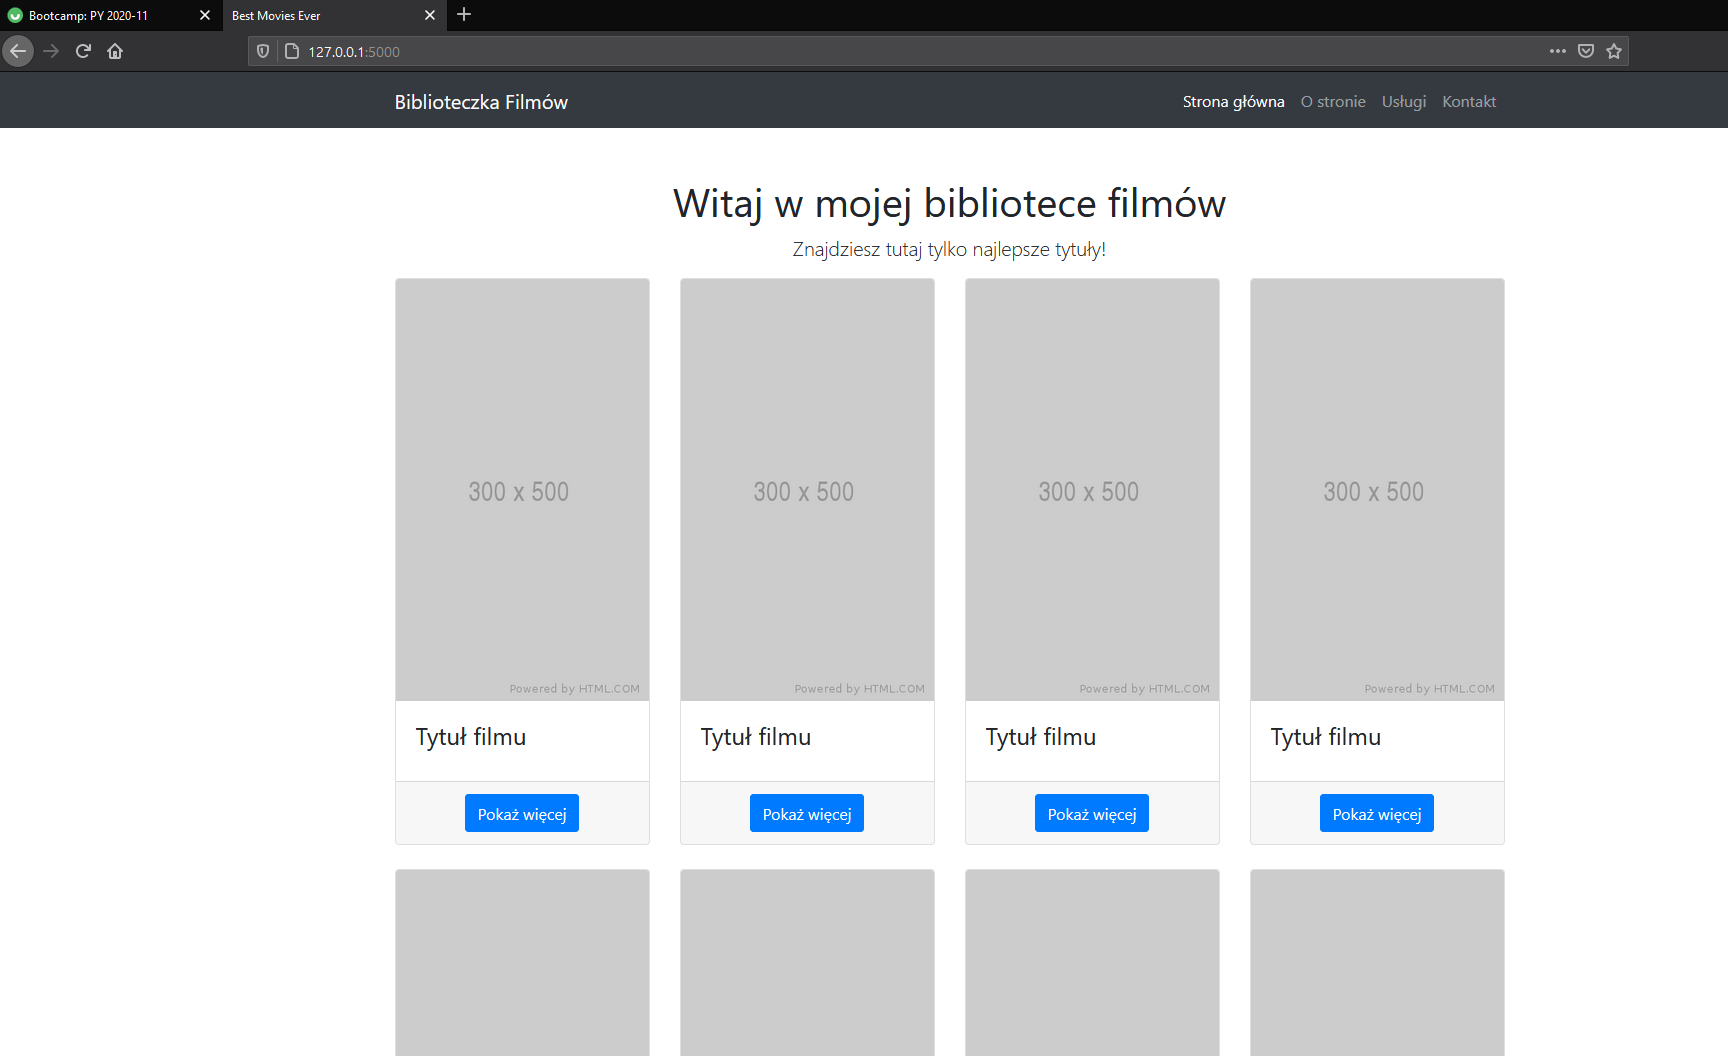 Bootcamp: PY 2020-11
Best Movies Ever
127.0.0.1:5000
Biblioteczka Filmów
Strona główna O stronie Usługi Kontakt
Witaj w mojej bibliotece filmów
Znajdziesz tutaj tylko najlepsze tytuły!
300 x 500 300 x 500 300 x 500 300 x 500
Powered by HTML.COM Powered by HTML.COM Powered by HTML.COM Powered by HTML.COM
Tytuł filmu Tytuł filmu Tytuł filmu Tytuł filmu
Pokaż więcej Pokaż więcej Pokaż więcej Pokaż więcej